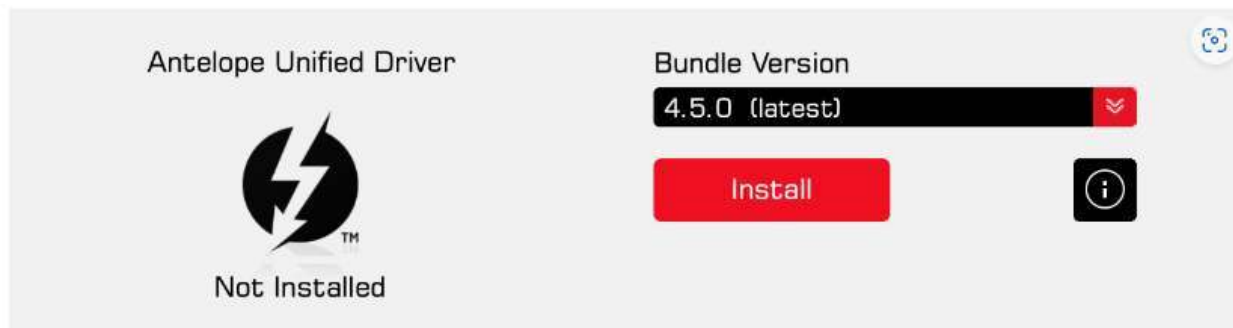 Antelope Unified Driver
TM
Not Installed
Bundle Version
4.5.0 (latest)
Install